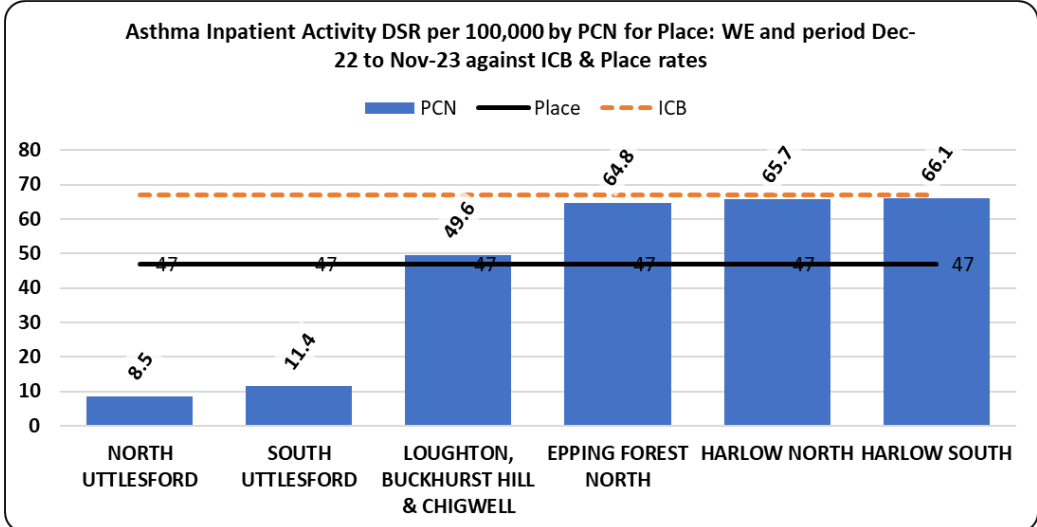 Asthma Inpatient Activity DSR per 100,000 by PCN for Place: WE and period Dec-
22 to Nov-23 against ICB & Place rates
PCN Place ICB
80
70
60
50
40
30
20
10
0
8.5 11.4 49.6 64.8 65.7 66.1
47 47 47 47 47 47
NORTH UTTLESFORD
SOUTH UTTLESFORD
LOUGHTON, BUCKHURST HILL & CHIGWELL
EPPING FOREST NORTH
HARLOW NORTH
HARLOW SOUTH